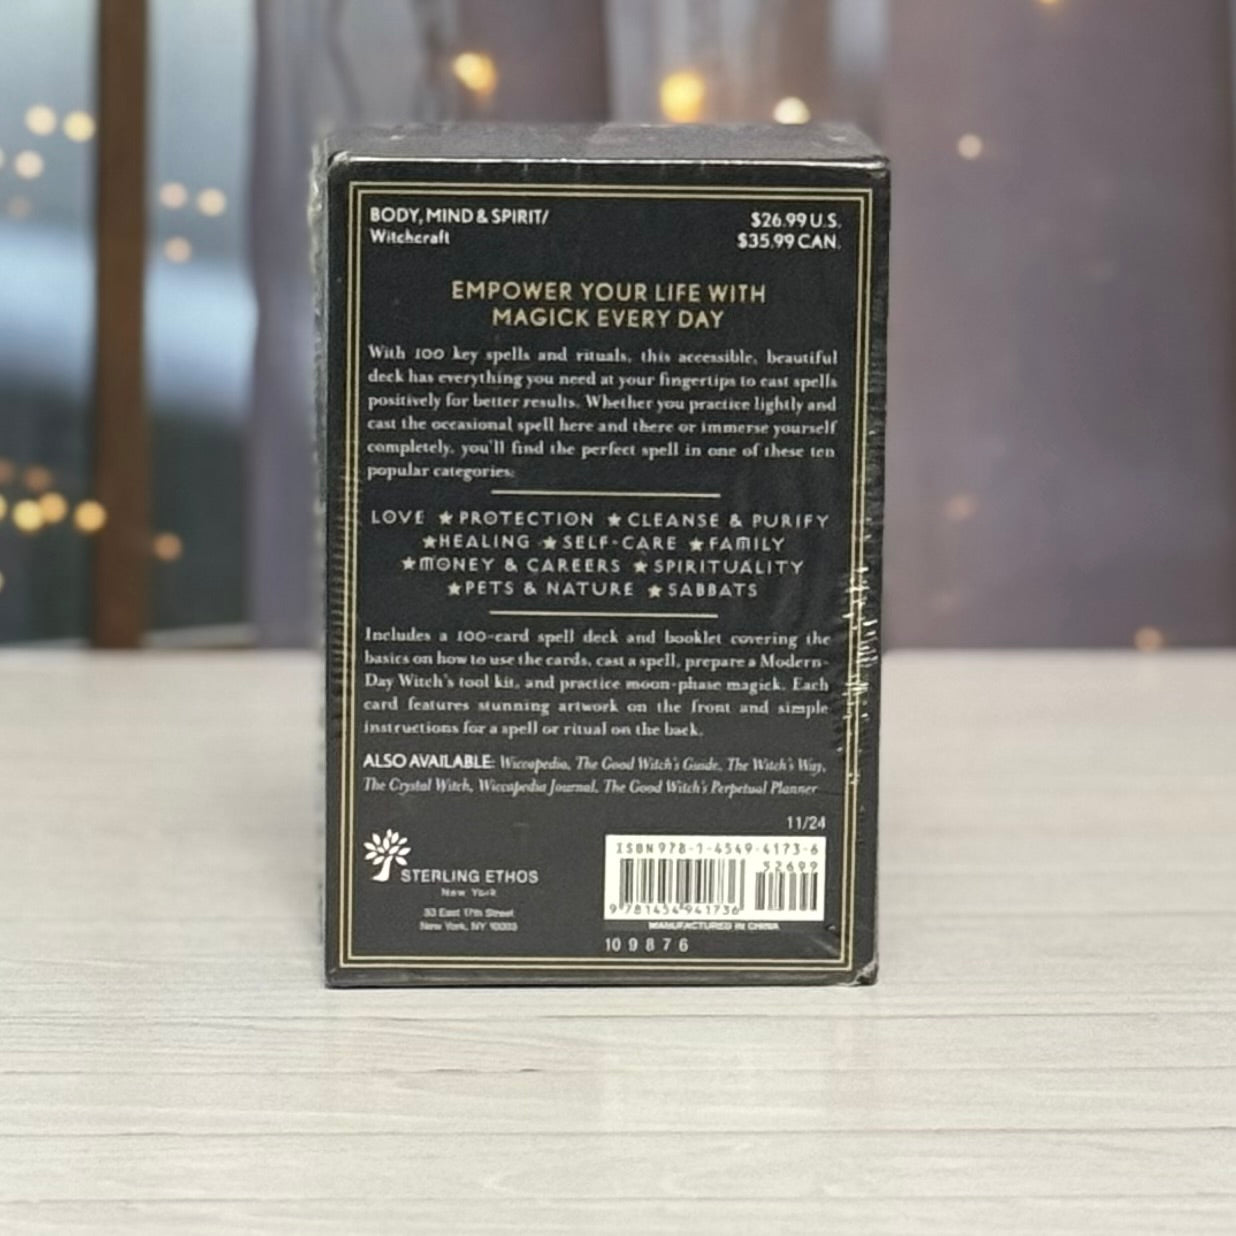 BODY, MIND & SPIRIT/
Witchcraft
$26.99 U.S.
$35.99 CAN.
EMPOWER YOUR LIFE WITH
MAGICK EVERY DAY
With 100 key spells and rituals, this accessible, beautiful
deck has everything you need at your fingertips to cast spells
positively for better results. Whether you practice lightly and
cast the occasional spell here and there or immerse yourself
completely, you'll find the perfect spell in one of these ten
popular categories:
LOVE ★ PROTECTION ★ CLEANSE & PURIFY
★ HEALING ★ SELF-CARE ★ FAMILY
★ MONEY & CAREERS ★ SPIRITUALITY
★ PETS & NATURE ★ SABBATS
Includes a 100-card spell deck and booklet covering the
basics on how to use the cards, cast a spell, prepare a Modern-
Day Witch's tool kit, and practice moon-phase magick. Each
card features stunning artwork on the front and simple
instructions for a spell or ritual on the back.
ALSO AVAILABLE: Wiccapedia, The Good Witch's Guide, The Witch's Way,
The Crystal Witch, Wiccapedia Journal, The Good Witch's Perpetual Planner
11/24
STERLING ETHOS
New York
33 East 17th Street
New York, NY 10003
ISBN 978-1-4549-4173-6
52699
9 781454 941736
MANUFACTURED IN CHINA
10 9 8 7 6